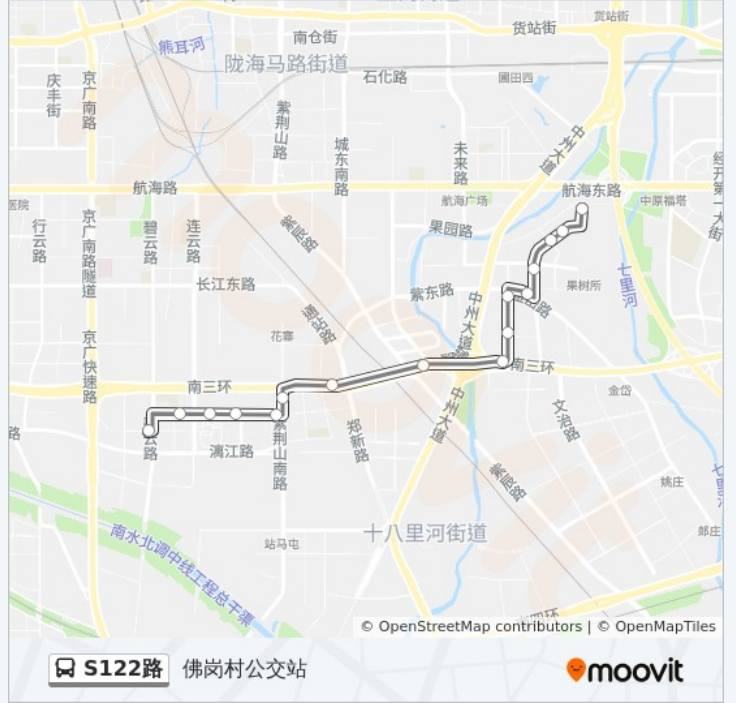 货站街
货站街
南仓街
熊耳河
陇海马路街道
石化路
圃田西
庆丰街
京广南路
紫荆山路
城东南路
未来路
中州大道
经开第一大街
航海路
航海东路
医院
航海广场
中原福塔
行云路
京广南路隧道
碧云路
连云路
紫辰路
果园路
七里河
长江东路
紫东路
果树所
中州大道
通站路
花寨
京广快速路
南三环
南三环
金岱
中州大道
文治路
路
云路
漓江路
紫荆山南路
郑新路
紫辰路
姚庄
七里
南水北调中线工程总干渠
站马屯
十八里河街道
郎庄
四环
© OpenStreetMap contributors | © OpenMapTiles
S122路 佛岗村公交站
moovit